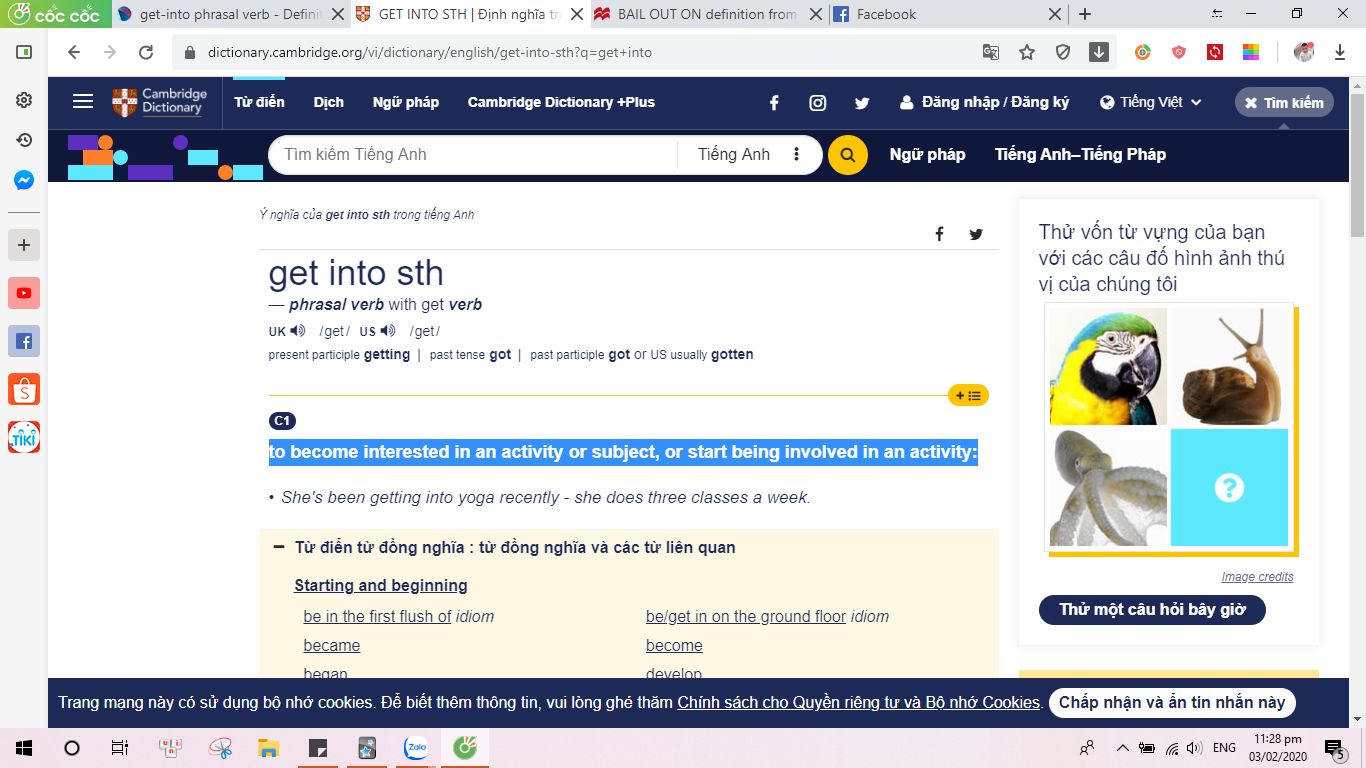 cốc cốc
get-into phrasal verb - Definit
GET INTO STH | Định nghĩa tr
BAIL OUT ON definition from
Facebook
dictionary.cambridge.org/vi/dictionary/english/get-into-sth?q=get+into
Cambridge
Dictionary
Từ điển
Dịch
Ngữ pháp
Cambridge Dictionary +Plus
Đăng nhập / Đăng ký
Tiếng Việt
Tìm kiếm
Tìm kiếm Tiếng Anh
Tiếng Anh
Ngữ pháp
Tiếng Anh–Tiếng Pháp
Ý nghĩa của get into sth trong tiếng Anh
get into sth
— phrasal verb with get verb
UK /get/ US /get/
present participle getting | past tense got | past participle got or US usually gotten
C1
to become interested in an activity or subject, or start being involved in an activity:
• She's been getting into yoga recently - she does three classes a week.
Từ điển từ đồng nghĩa : từ đồng nghĩa và các từ liên quan
Starting and beginning
be in the first flush of idiom
be/get in on the ground floor idiom
became
become
began
develop
Thử vốn từ vựng của bạn
với các câu đố hình ảnh thú
vị của chúng tôi
?
Image credits
Thử một câu hỏi bây giờ
Trang mạng này có sử dụng bộ nhớ cookies. Để biết thêm thông tin, vui lòng ghé thăm Chính sách cho Quyền riêng tư và Bộ nhớ Cookies.
Chấp nhận và ẩn tin nhắn này
TIKI
Zalo
ENG
11:28 pm
03/02/2020
5